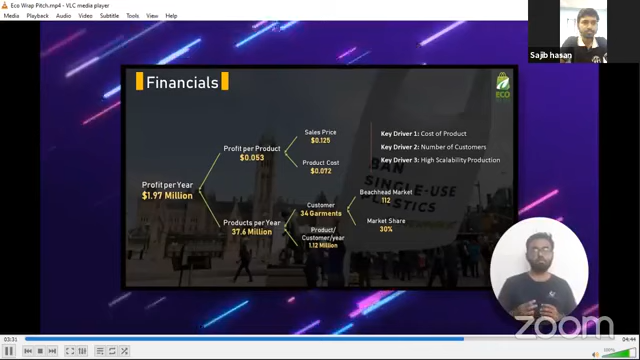 Eco Wrap Pitch.mp4 - VLC media player
Media Playback Audio Video Subtitle Tools View Help
Sajib hasan
Financials
ECO
Profit per Year
$1.97 Million
Profit per Product
$0.053
Products per Year
37.6 Million
Sales Price
$0.125
Product Cost
$0.072
Customer
34 Garments
Product/
Customer/year
1.12 Million
Beachhead Market
112
Market Share
30%
Key Driver 1: Cost of Product
Key Driver 2: Number of Customers
Key Driver 3: High Scalability Production
BAN
SINGLE-USE
PLASTICS
zoom
03:31
04:44
100%